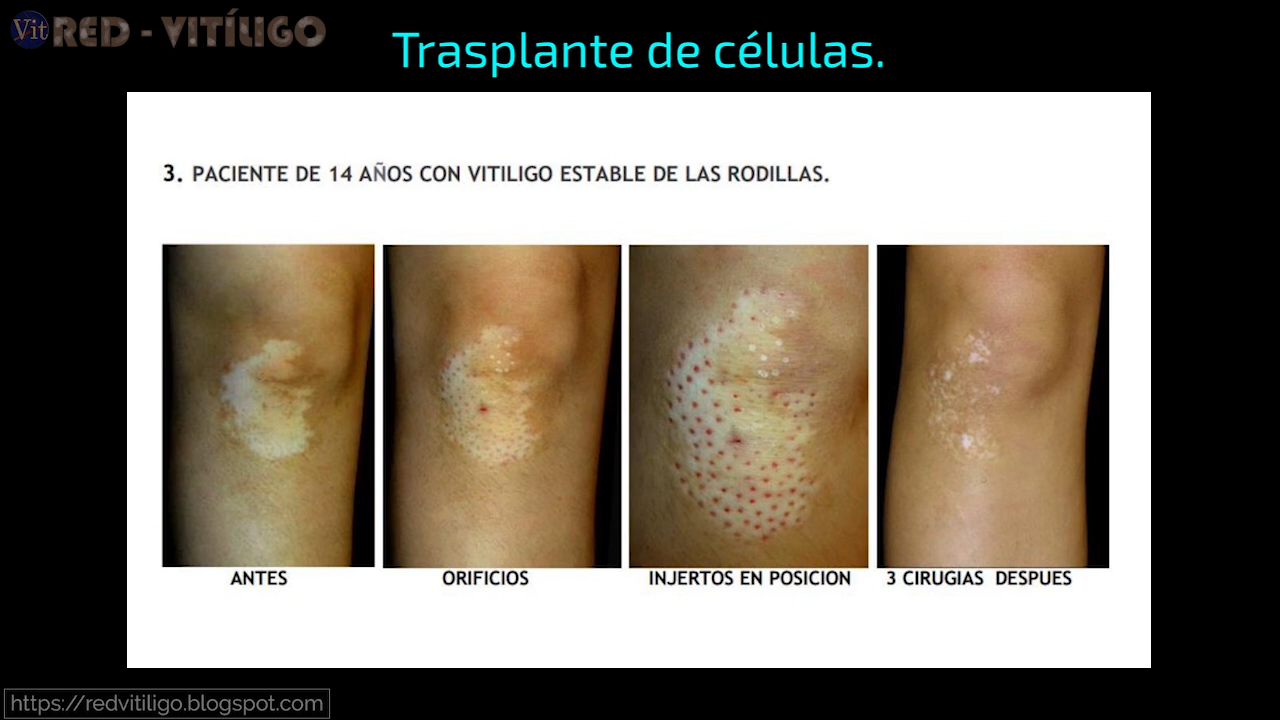 Vit RED - VITÍLIGO
Trasplante de células.
3. PACIENTE DE 14 AÑOS CON VITILIGO ESTABLE DE LAS RODILLAS.
ANTES
ORIFICIOS
INJERTOS EN POSICION
3 CIRUGIAS DESPUES
https://redvitiligo.blogspot.com